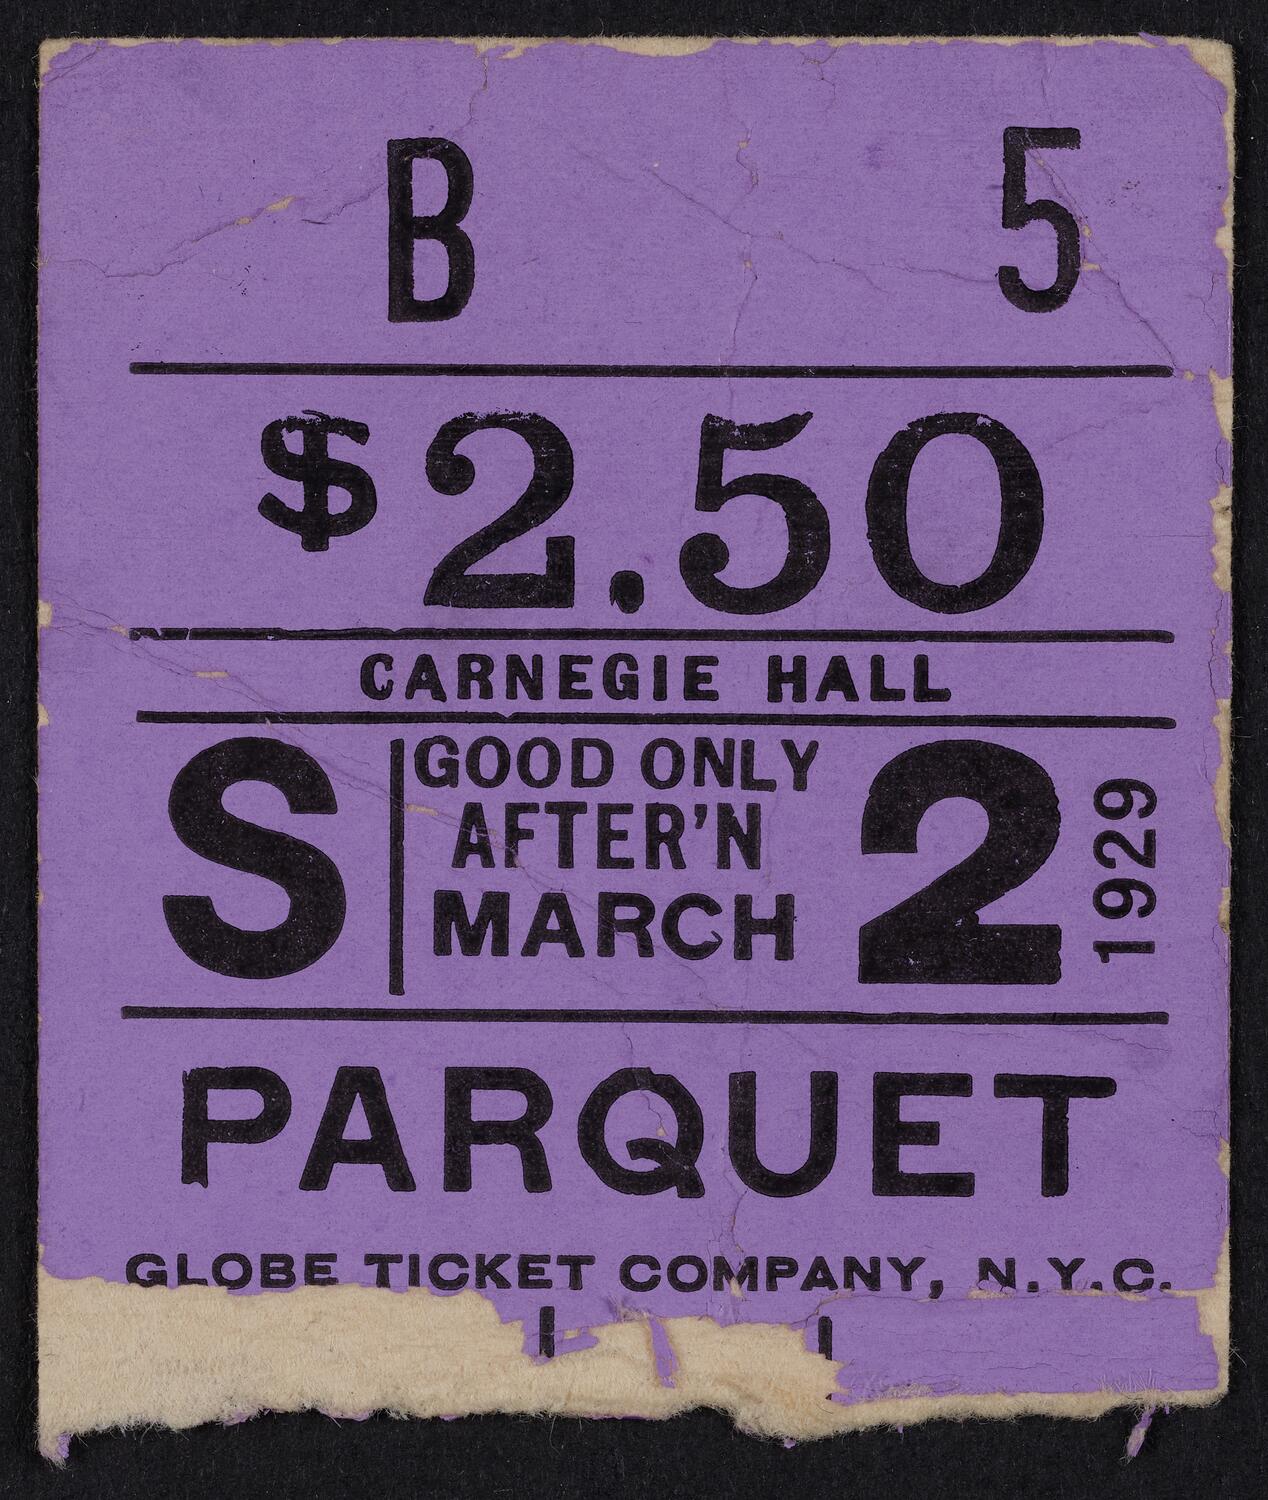 B 5
$2.50
CARNEGIE HALL
S
GOOD ONLY
AFTER'N
MARCH
2
1929
PARQUET
GLOBE TICKET COMPANY, N.Y.C.